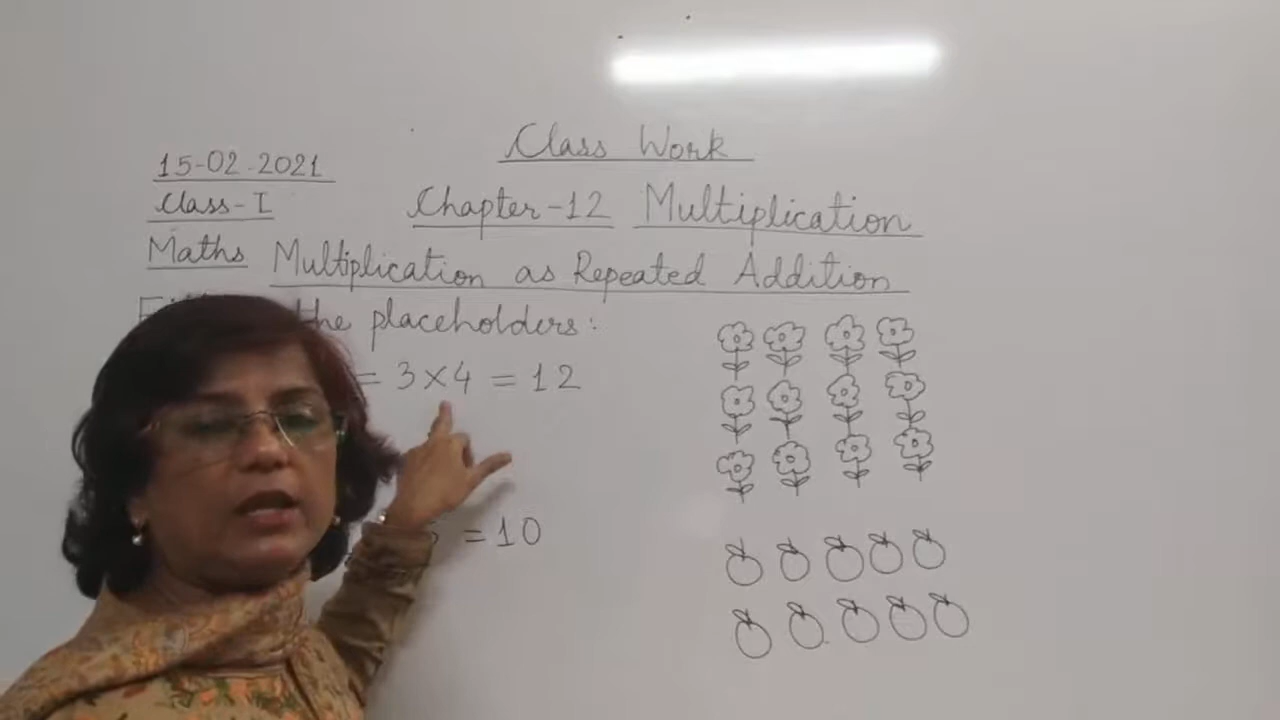 Class Work
15-02-2021
Class-I
Chapter-12 Multiplication
Maths
Multiplication as Repeated Addition
the placeholders:
= 3×4 = 12
= 10